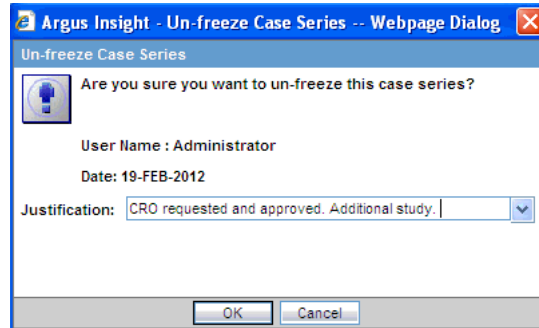 Argus Insight - Un-freeze Case Series -- Webpage Dialog
Un-freeze Case Series
Are you sure you want to un-freeze this case series?
User Name : Administrator
Date: 19-FEB-2012
Justification: CRO requested and approved. Additional study.
OK Cancel